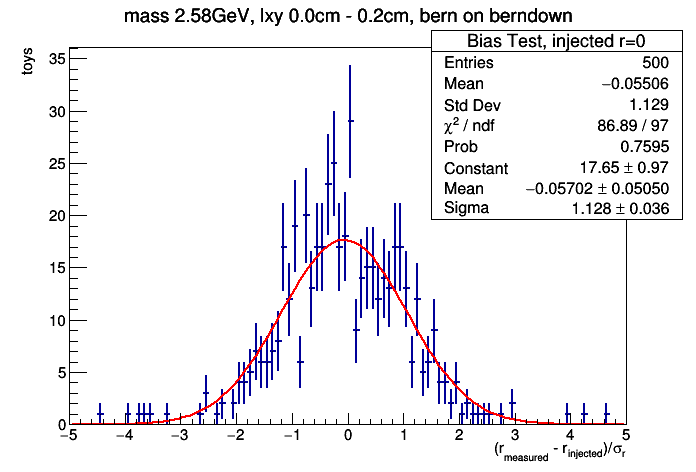 mass 2.58GeV, lxy 0.0cm - 0.2cm, bern on berndown
Bias Test, injected r=0
Entries 500
Mean −0.05506
Std Dev 1.129
χ² / ndf 86.89 / 97
Prob 0.7595
Constant 17.65 ± 0.97
Mean −0.05702 ± 0.05050
Sigma 1.128 ± 0.036
toys
35
30
25
20
15
10
5
0
−5 −4 −3 −2 −1 0 1 2 3 4 5
(r_measured - r_injected)/σ_r